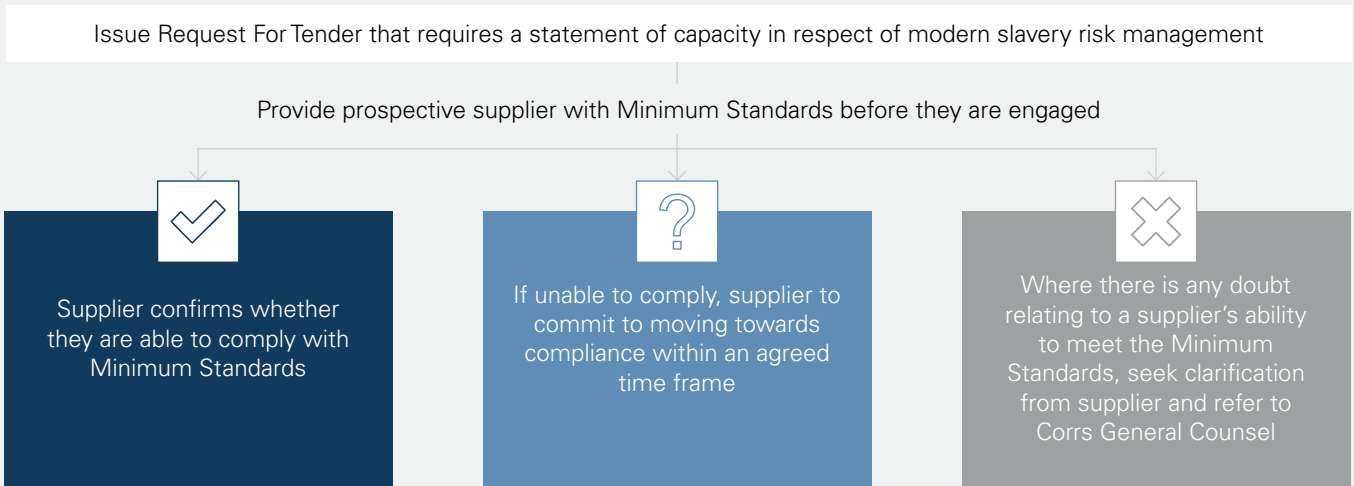 Issue Request For Tender that requires a statement of capacity in respect of modern slavery risk management
Provide prospective supplier with Minimum Standards before they are engaged
Supplier confirms whether
they are able to comply with
Minimum Standards
?
If unable to comply, supplier to
commit to moving towards
compliance within an agreed
time frame
Where there is any doubt
relating to a supplier’s ability
to meet the Minimum
Standards, seek clarification
from supplier and refer to
Corrs General Counsel